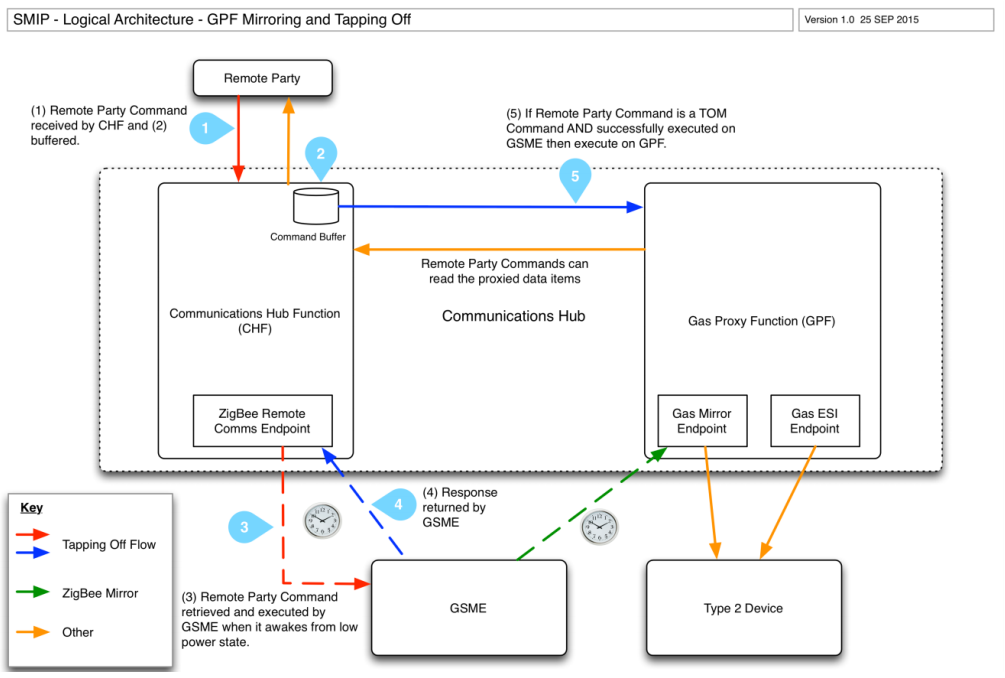 SMIP - Logical Architecture - GPF Mirroring and Tapping Off
Version 1.0 25 SEP 2015
Remote Party
(1) Remote Party Command
received by CHF and (2)
buffered.
1
2
(5) If Remote Party Command is a TOM
Command AND successfully executed on
GSME then execute on GPF.
5
Command Buffer
Remote Party Commands can
read the proxied data items
Communications Hub Function
(CHF)
Communications Hub
Gas Proxy Function (GPF)
ZigBee Remote
Comms Endpoint
Gas Mirror
Endpoint
Gas ESI
Endpoint
Key
Tapping Off Flow
ZigBee Mirror
Other
3
4
(4) Response
returned by
GSME
(3) Remote Party Command
retrieved and executed by
GSME when it awakes from low
power state.
GSME
Type 2 Device